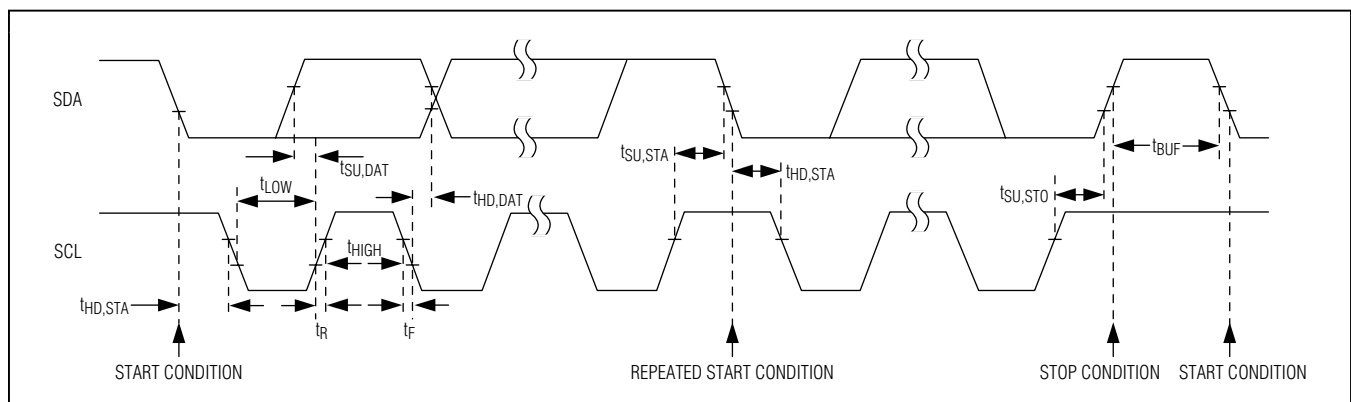 SDA
tSU,DAT
tLOW
tHD,DAT
tSU,STA
tHD,STA
tBUF
tSU,STO
SCL
tHIGH
tHD,STA
tR
tF
START CONDITION
REPEATED START CONDITION
STOP CONDITION
START CONDITION